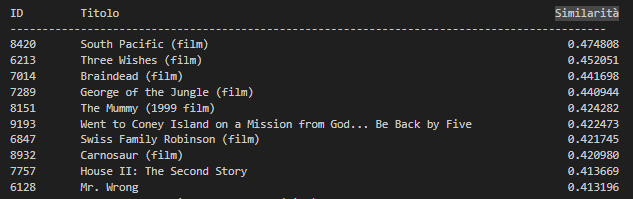 ID Titolo Similarità
------------------------------------------------------------------------------------------
8420 South Pacific (film) 0.474808
6213 Three Wishes (film) 0.452051
7014 Braindead (film) 0.441698
7289 George of the Jungle (film) 0.440944
8151 The Mummy (1999 film) 0.424282
9193 Went to Coney Island on a Mission from God... Be Back by Five 0.422473
6847 Swiss Family Robinson (film) 0.421745
8932 Carnosaur (film) 0.420980
7757 House II: The Second Story 0.413669
6128 Mr. Wrong 0.413196